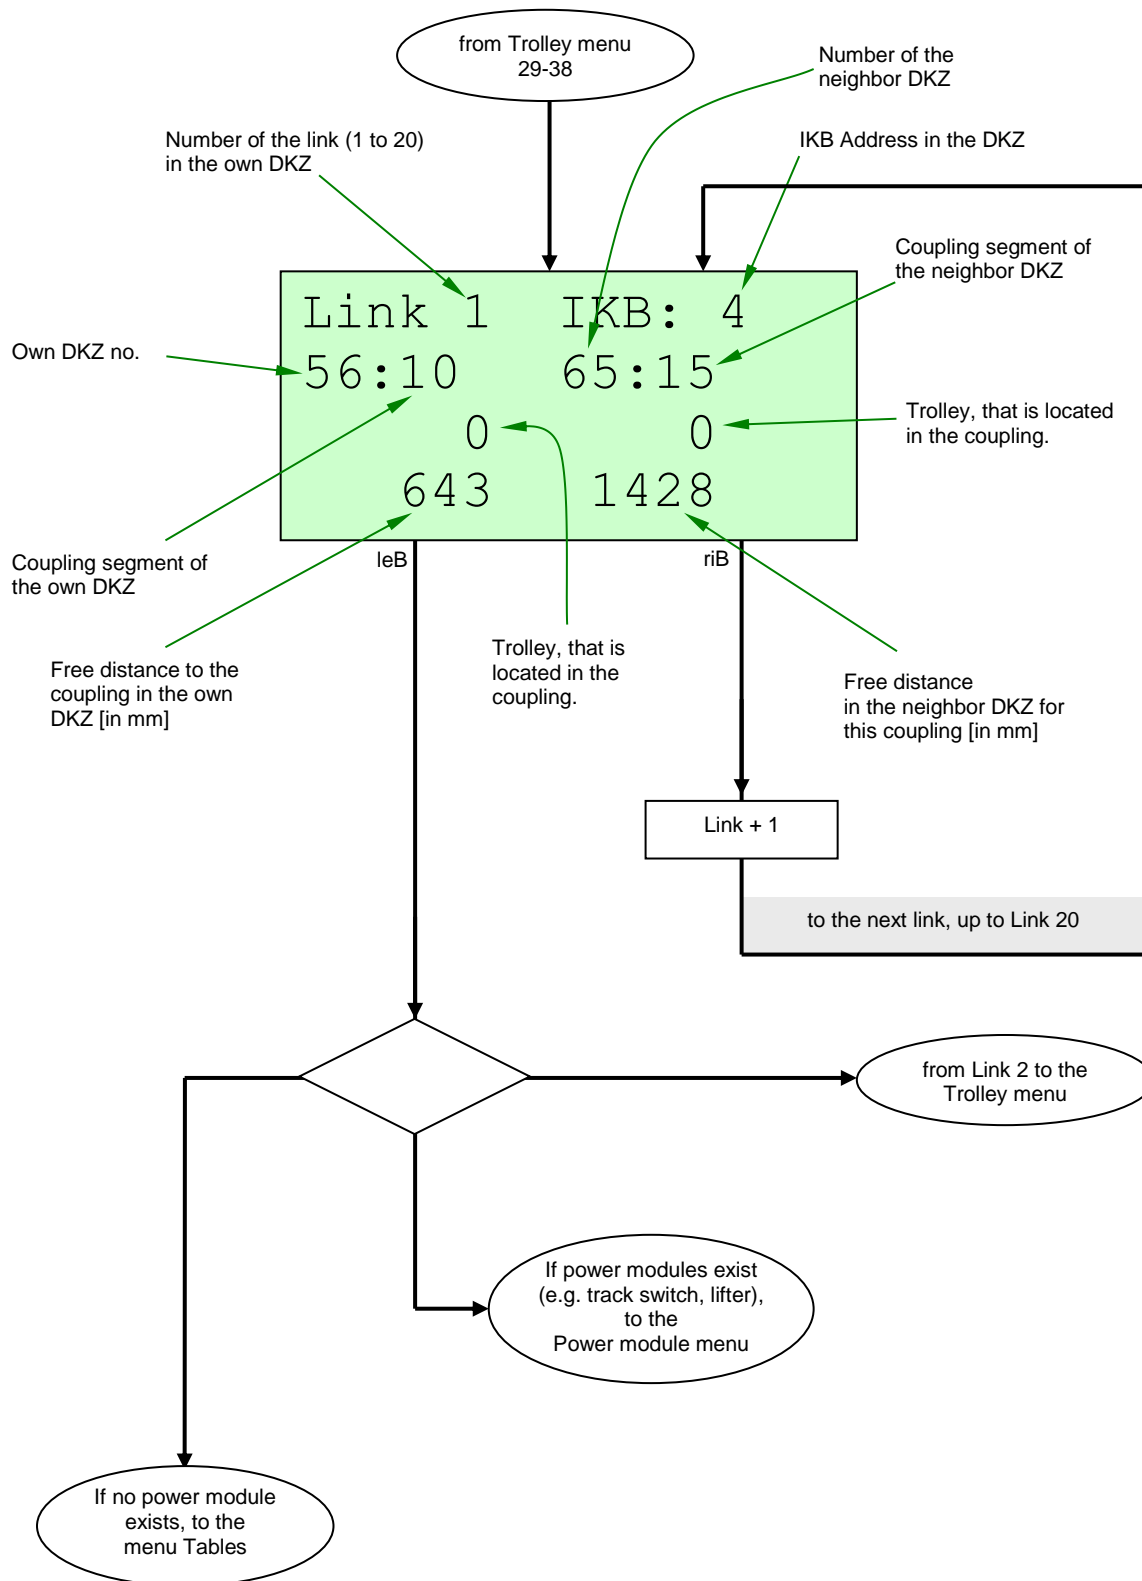 from Trolley menu
29-38
Number of the
neighbor DKZ
Number of the link (1 to 20)
in the own DKZ
IKB Address in the DKZ
Coupling segment of
the neighbor DKZ
Link 1 IKB: 4
Own DKZ no.
56:10 65:15
Trolley, that is located
in the coupling.
0 0
643 1428
leB riB
Coupling segment of
the own DKZ
Trolley, that is
located in the
coupling.
Free distance to the
coupling in the own
DKZ [in mm]
Free distance
in the neighbor DKZ for
this coupling [in mm]
Link + 1
to the next link, up to Link 20
from Link 2 to the
Trolley menu
If power modules exist
(e.g. track switch, lifter),
to the
Power module menu
If no power module
exists, to the
menu Tables